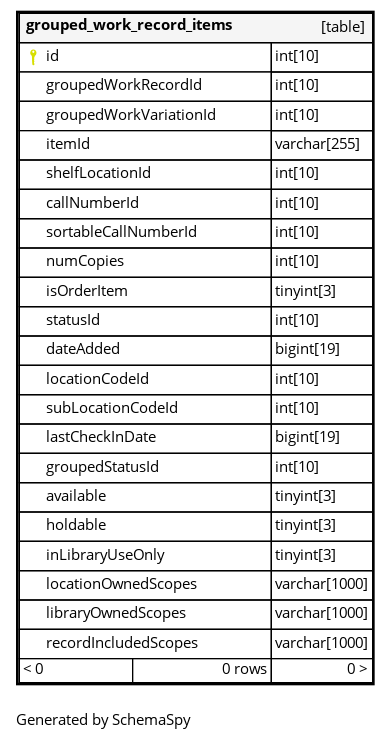 grouped_work_record_items [table]
id int[10]
groupedWorkRecordId int[10]
groupedWorkVariationId int[10]
itemId varchar[255]
shelfLocationId int[10]
callNumberId int[10]
sortableCallNumberId int[10]
numCopies int[10]
isOrderItem tinyint[3]
statusId int[10]
dateAdded bigint[19]
locationCodeId int[10]
subLocationCodeId int[10]
lastCheckInDate bigint[19]
groupedStatusId int[10]
available tinyint[3]
holdable tinyint[3]
inLibraryUseOnly tinyint[3]
locationOwnedScopes varchar[1000]
libraryOwnedScopes varchar[1000]
recordIncludedScopes varchar[1000]
< 0 0 rows 0 >
Generated by SchemaSpy